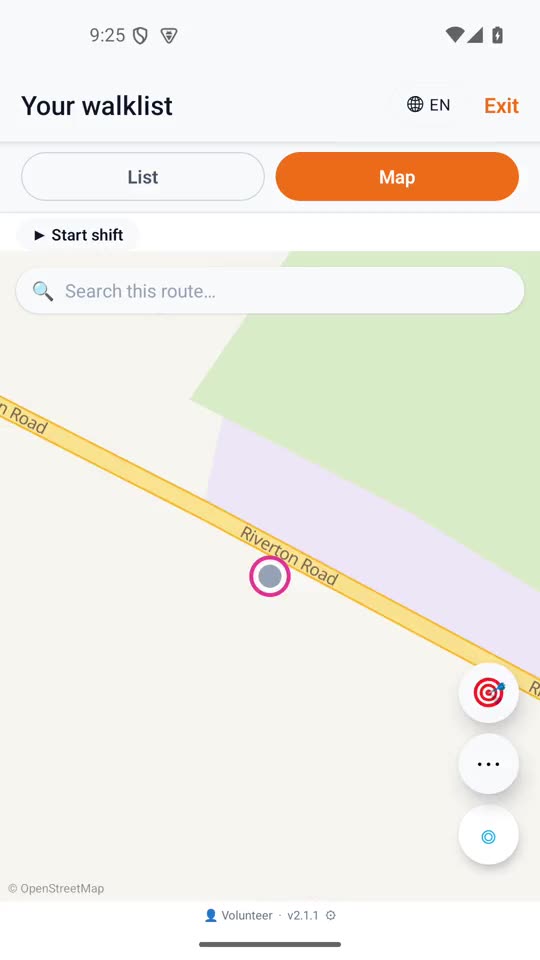 9:25
Your walklist
EN
Exit
List
Map
▶ Start shift
Search this route…
n Road
Riverton Road
Ri
© OpenStreetMap
Volunteer · v2.1.1